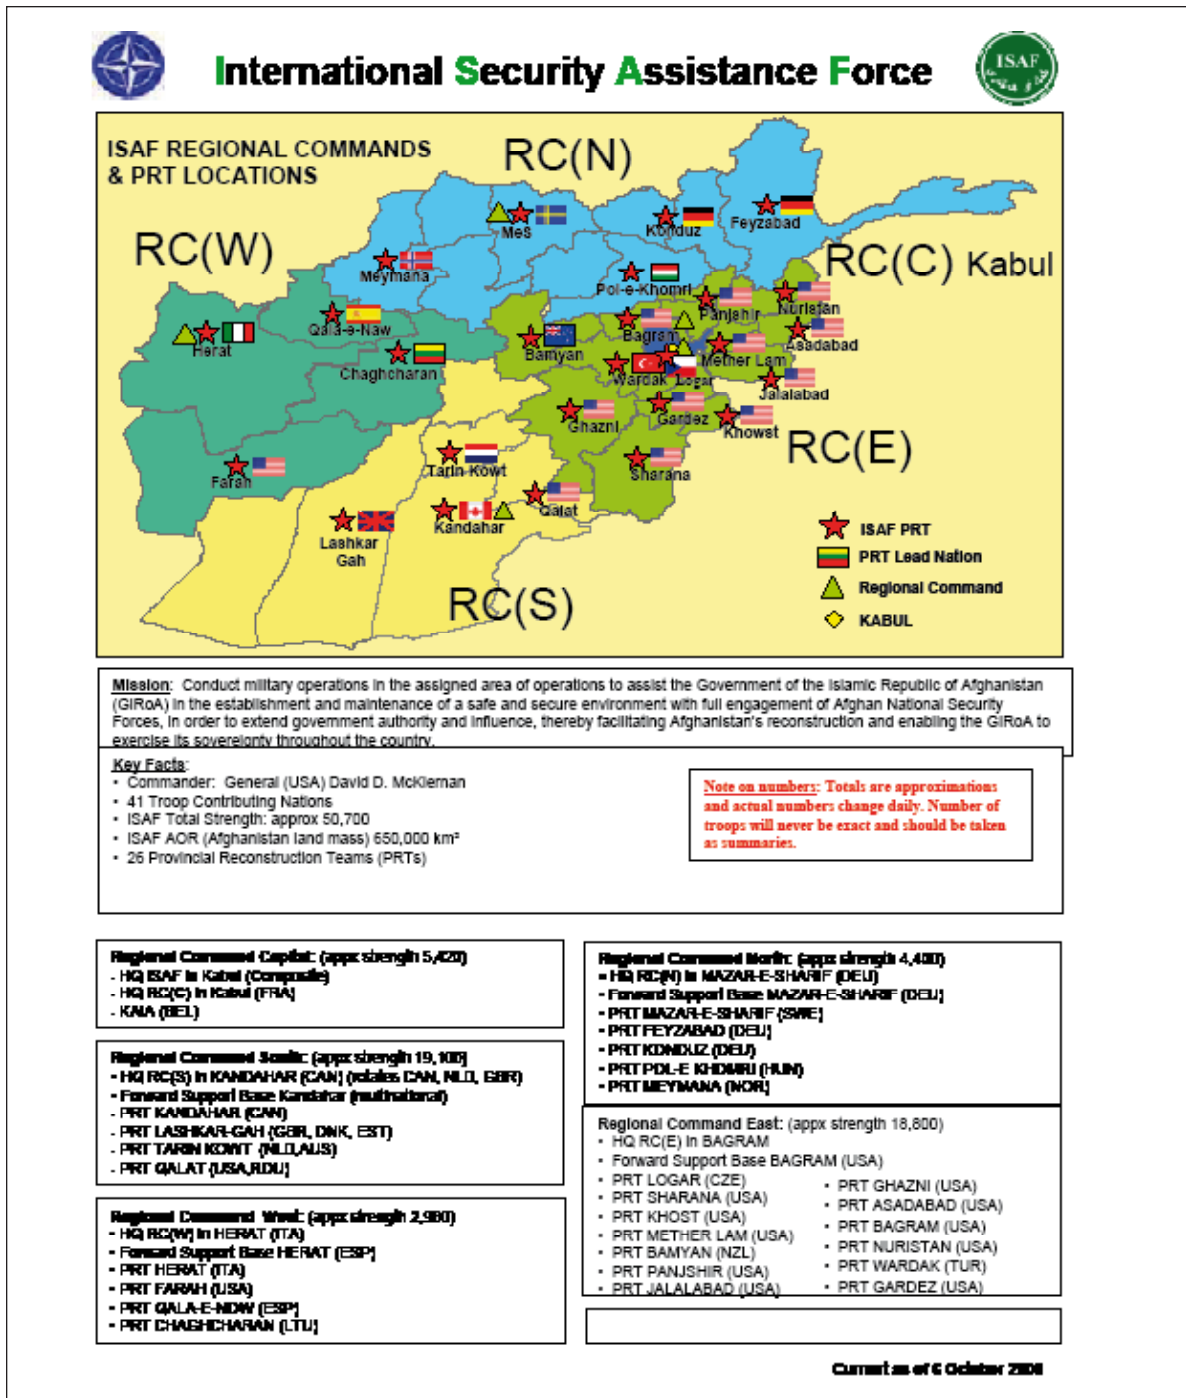 International Security Assistance Force
ISAF
ISAF REGIONAL COMMANDS
& PRT LOCATIONS
RC(N)
RC(W)
RC(C) Kabul
RC(E)
RC(S)
MeS
Konduz
Feyzabad
Meymana
Pol-e-Khomri
Qala-e-Naw
Herat
Chaghcharan
Bamyan
Bagram
Panjshir
Nuristan
Asadabad
Mether Lam
Wardak
Logar
Jalalabad
Ghazni
Gardez
Khowst
Sharana
Farah
Tarin Kowt
Qalat
Kandahar
Lashkar
Gah
ISAF PRT
PRT Lead Nation
Regional Command
KABUL
Mission: Conduct military operations in the assigned area of operations to assist the Government of the Islamic Republic of Afghanistan
(GIRoA) in the establishment and maintenance of a safe and secure environment with full engagement of Afghan National Security
Forces, in order to extend government authority and influence, thereby facilitating Afghanistan's reconstruction and enabling the GIRoA to
exercise its sovereignty throughout the country.
Key Facts:
• Commander: General (USA) David D. McKiernan
• 41 Troop Contributing Nations
• ISAF Total Strength: approx 50,700
• ISAF AOR (Afghanistan land mass) 650,000 km²
• 26 Provincial Reconstruction Teams (PRTs)
Note on numbers: Totals are approximations
and actual numbers change daily. Number of
troops will never be exact and should be taken
as summaries.
Regional Command Capital: (appx strength 5,420)
- HQ ISAF in Kabul (Composite)
- HQ RC(C) in Kabul (FRA)
- KAIA (BEL)
Regional Command South: (appx strength 19,100)
• HQ RC(S) in KANDAHAR (CAN) (rotates CAN, NLD, GBR)
• Forward Support Base Kandahar (multinational)
- PRT KANDAHAR (CAN)
- PRT LASHKAR-GAH (GBR, DNK, EST)
- PRT TARIN KOWT (NLD,AUS)
- PRT QALAT (USA,ROU)
Regional Command West: (appx strength 2,980)
• HQ RC(W) in HERAT (ITA)
• Forward Support Base HERAT (ESP)
• PRT HERAT (ITA)
• PRT FARAH (USA)
• PRT QALA-E-NOW (ESP)
• PRT CHAGHCHARAN (LTU)
Regional Command North: (appx strength 4,400)
• HQ RC(N) in MAZAR-E-SHARIF (DEU)
• Forward Support Base MAZAR-E-SHARIF (DEU)
• PRT MAZAR-E-SHARIF (SWE)
• PRT FEYZABAD (DEU)
• PRT KONDUZ (DEU)
• PRT POL-E KHOMRI (HUN)
• PRT MEYMANA (NOR)
Regional Command East: (appx strength 18,800)
• HQ RC(E) in BAGRAM
• Forward Support Base BAGRAM (USA)
• PRT LOGAR (CZE)
• PRT SHARANA (USA)
• PRT KHOST (USA)
• PRT METHER LAM (USA)
• PRT BAMYAN (NZL)
• PRT PANJSHIR (USA)
• PRT JALALABAD (USA)
• PRT GHAZNI (USA)
• PRT ASADABAD (USA)
• PRT BAGRAM (USA)
• PRT NURISTAN (USA)
• PRT WARDAK (TUR)
• PRT GARDEZ (USA)
Current as of 6 October 2008